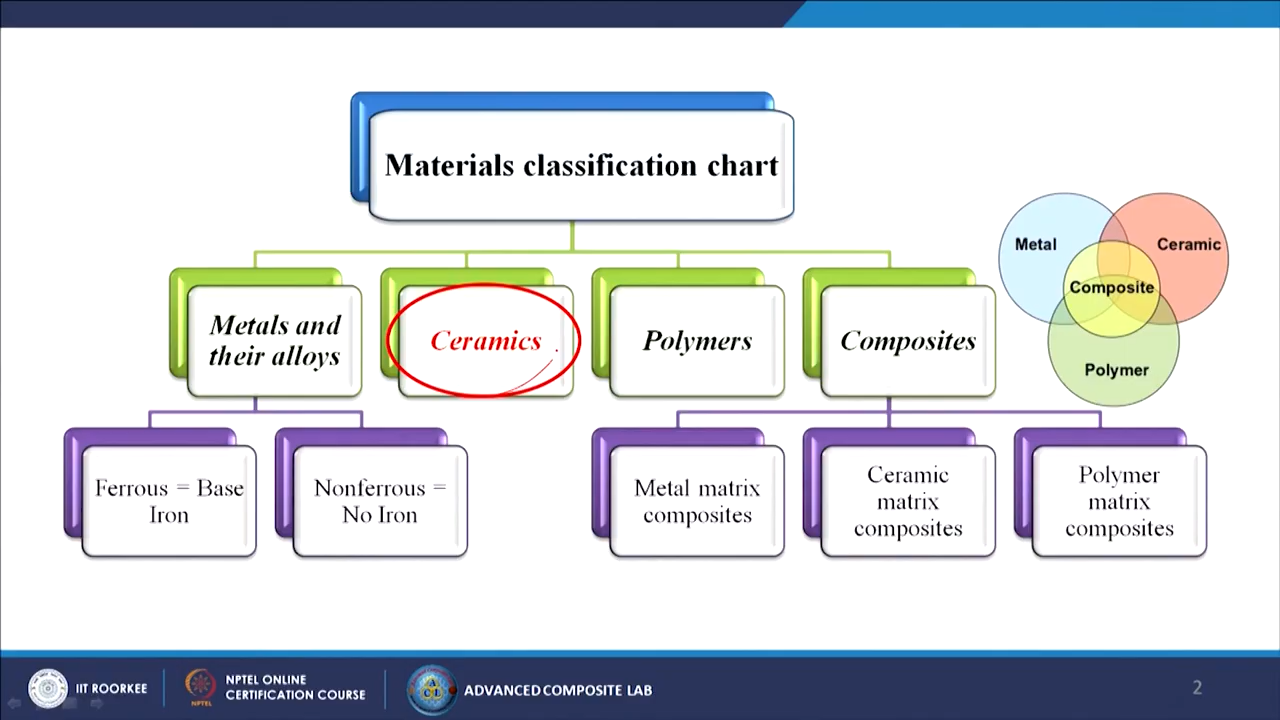 Materials classification chart
Metals and
their alloys
Ceramics
Polymers
Composites
Metal
Ceramic
Composite
Polymer
Ferrous = Base
Iron
Nonferrous =
No Iron
Metal matrix
composites
Ceramic
matrix
composites
Polymer
matrix
composites
IIT ROORKEE
NPTEL
NPTEL ONLINE
CERTIFICATION COURSE
ACL
ADVANCED COMPOSITE LAB
2